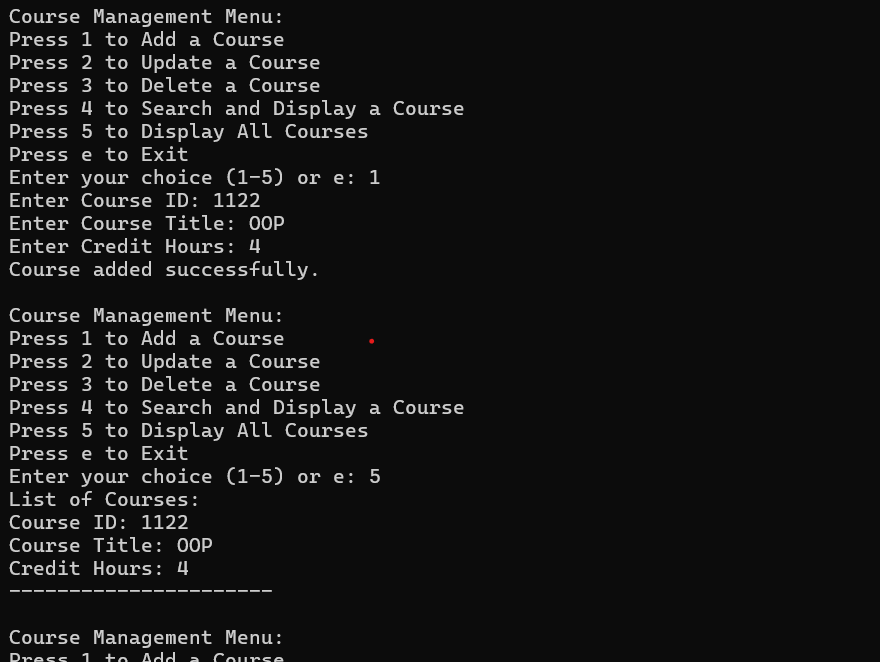 Course Management Menu:
Press 1 to Add a Course
Press 2 to Update a Course
Press 3 to Delete a Course
Press 4 to Search and Display a Course
Press 5 to Display All Courses
Press e to Exit
Enter your choice (1-5) or e: 1
Enter Course ID: 1122
Enter Course Title: OOP
Enter Credit Hours: 4
Course added successfully.
Course Management Menu:
Press 1 to Add a Course
Press 2 to Update a Course
Press 3 to Delete a Course
Press 4 to Search and Display a Course
Press 5 to Display All Courses
Press e to Exit
Enter your choice (1-5) or e: 5
List of Courses:
Course ID: 1122
Course Title: OOP
Credit Hours: 4
----------------------
Course Management Menu:
Press 1 to Add a Course